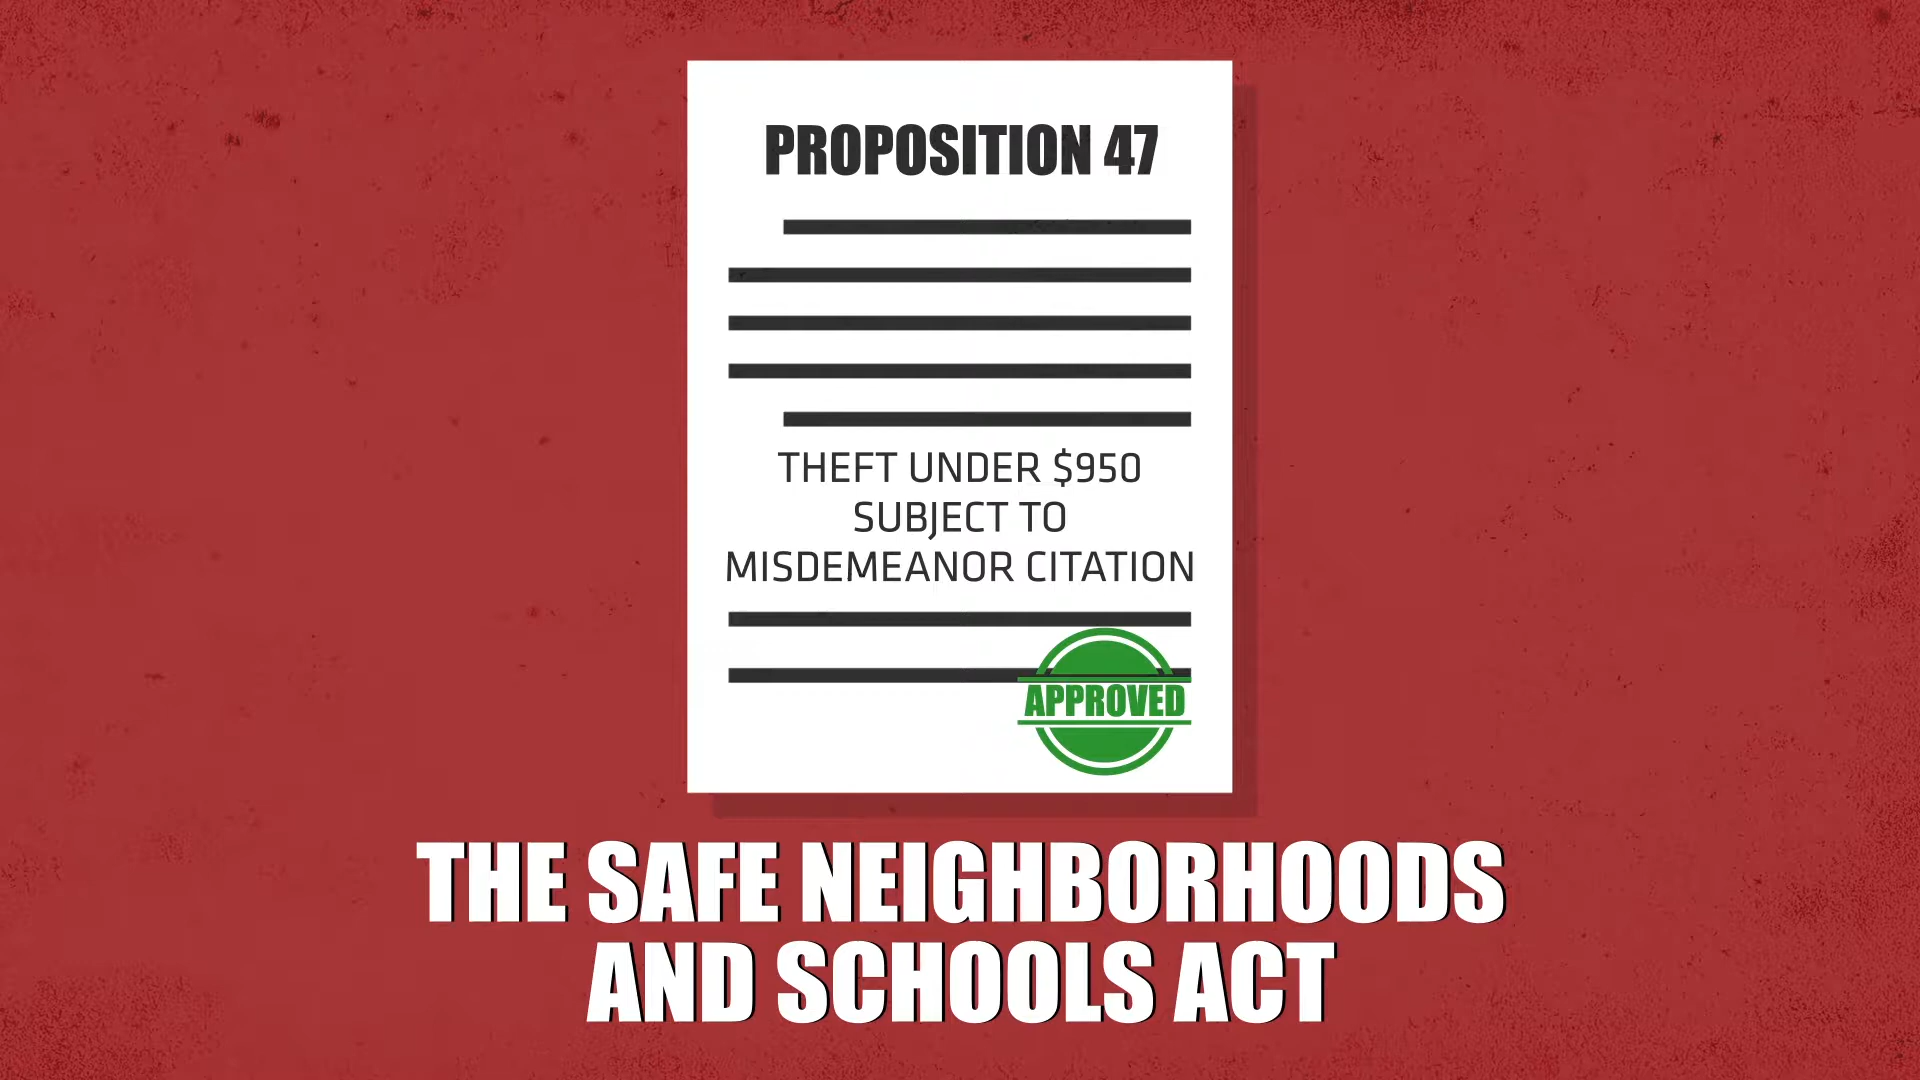 PROPOSITION 47
THEFT UNDER $950
SUBJECT TO
MISDEMEANOR CITATION
APPROVED
THE SAFE NEIGHBORHOODS
AND SCHOOLS ACT